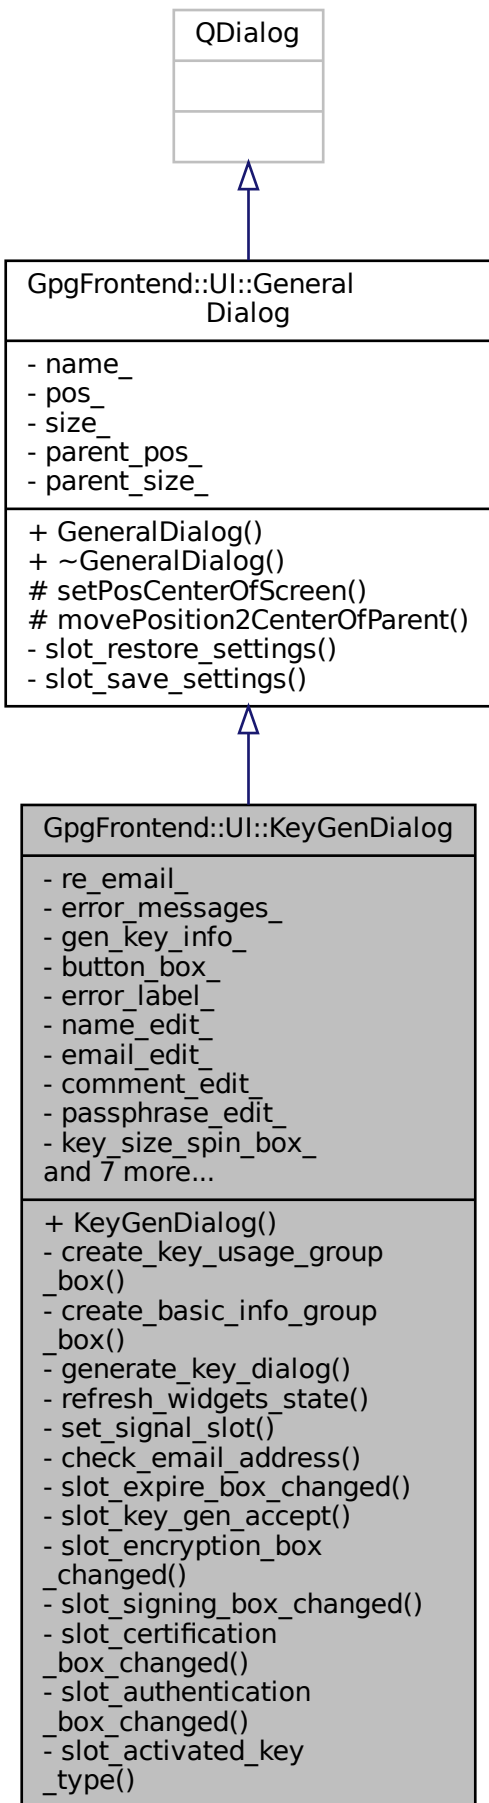 QDialog
GpgFrontend::UI::General
Dialog
- name_
- pos_
- size_
- parent_pos_
- parent_size_
+ GeneralDialog()
+ ~GeneralDialog()
# setPosCenterOfScreen()
# movePosition2CenterOfParent()
- slot_restore_settings()
- slot_save_settings()
GpgFrontend::UI::KeyGenDialog
- re_email_
- error_messages_
- gen_key_info_
- button_box_
- error_label_
- name_edit_
- email_edit_
- comment_edit_
- passphrase_edit_
- key_size_spin_box_
and 7 more...
+ KeyGenDialog()
- create_key_usage_group
_box()
- create_basic_info_group
_box()
- generate_key_dialog()
- refresh_widgets_state()
- set_signal_slot()
- check_email_address()
- slot_expire_box_changed()
- slot_key_gen_accept()
- slot_encryption_box
_changed()
- slot_signing_box_changed()
- slot_certification
_box_changed()
- slot_authentication
_box_changed()
- slot_activated_key
_type()